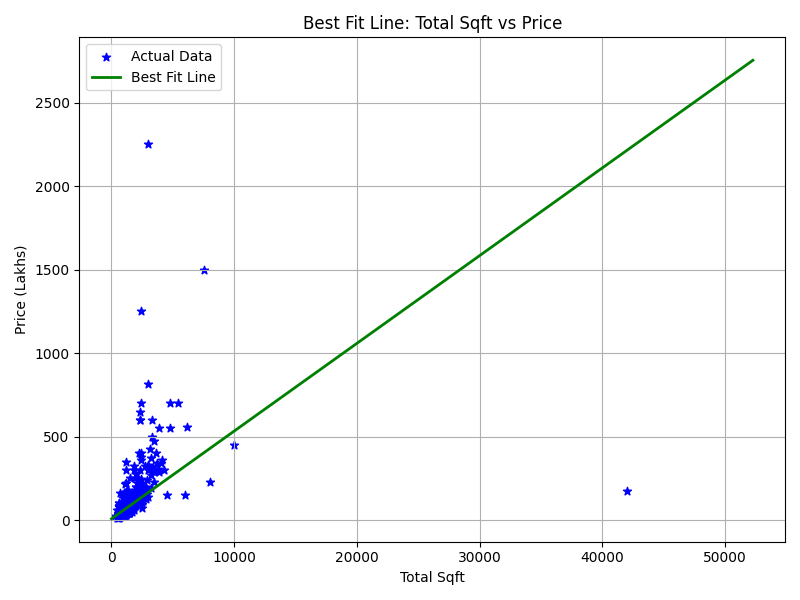 Best Fit Line: Total Sqft vs Price
Actual Data
Best Fit Line
Price (Lakhs)
2500
2000
1500
1000
500
0
0 10000 20000 30000 40000 50000
Total Sqft